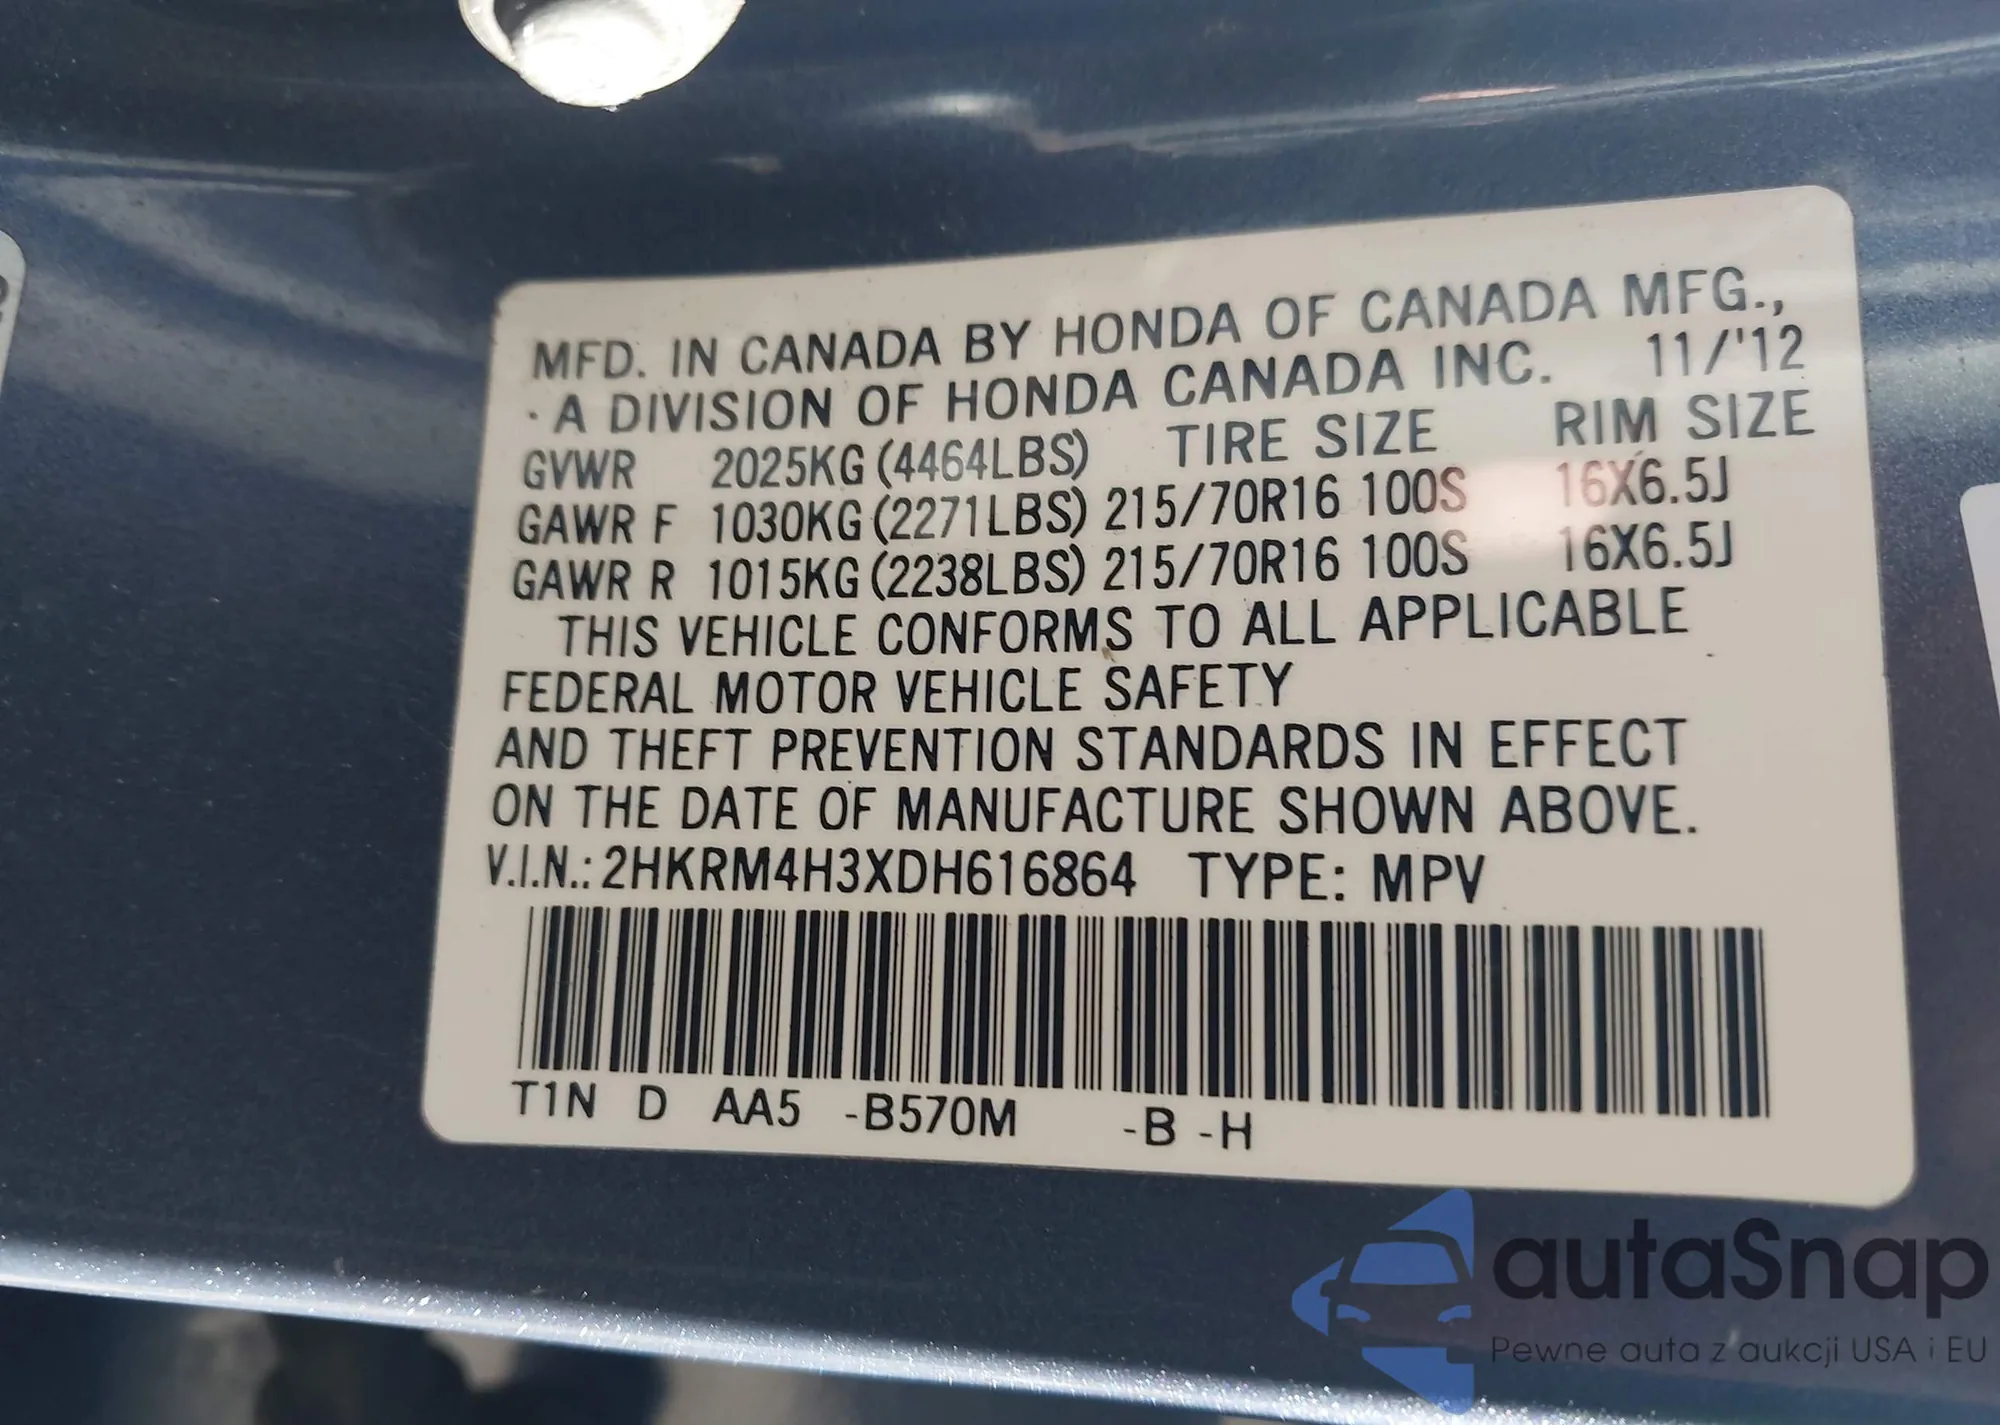 MFD. IN CANADA BY HONDA OF CANADA MFG.,
A DIVISION OF HONDA CANADA INC. 11/'12
GVWR 2025KG (4464LBS) TIRE SIZE RIM SIZE
GAWR F 1030KG (2271LBS) 215/70R16 100S 16X6.5J
GAWR R 1015KG (2238LBS) 215/70R16 100S 16X6.5J
THIS VEHICLE CONFORMS TO ALL APPLICABLE
FEDERAL MOTOR VEHICLE SAFETY
AND THEFT PREVENTION STANDARDS IN EFFECT
ON THE DATE OF MANUFACTURE SHOWN ABOVE.
V.I.N.: 2HKRM4H3XDH616864 TYPE: MPV
T1N D AA5 -B570M -B -H
autaSnap
Pewne auta z aukcji USA i EU